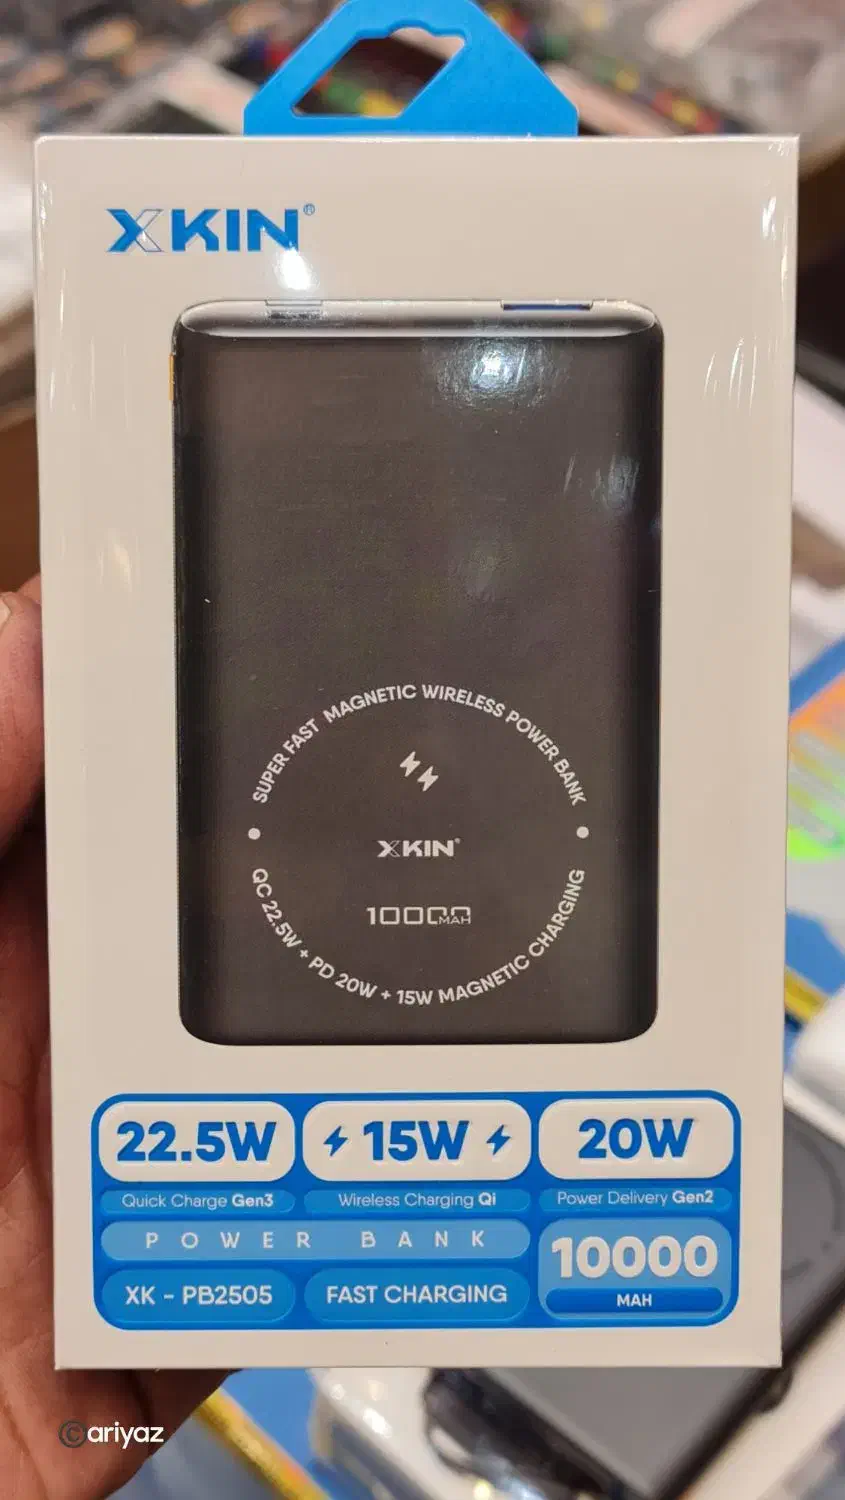 XKIN®
SUPER FAST MAGNETIC WIRELESS POWER BANK
XKIN®
10000 MAH
QC 22.5W + PD 20W + 15W MAGNETIC CHARGING
22.5W
Quick Charge Gen3
15W
Wireless Charging Qi
20W
Power Delivery Gen2
POWER BANK
10000
MAH
XK - PB2505
FAST CHARGING
©ariyaz